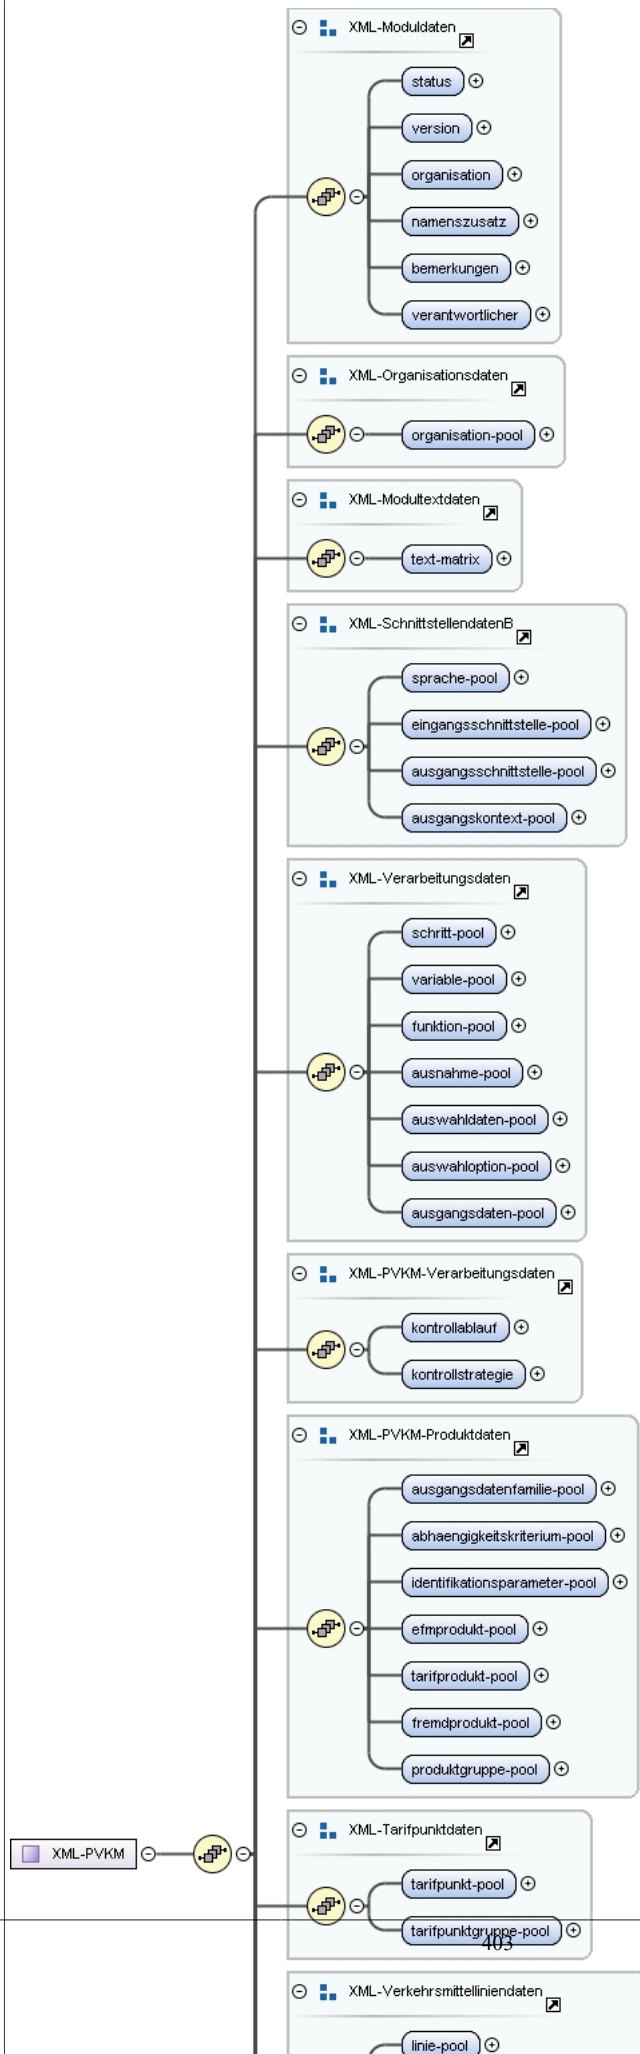 XML-Moduldaten
status
version
organisation
namenszusatz
bemerkungen
verantwortlicher
XML-Organisationsdaten
organisation-pool
XML-Modultextdaten
text-matrix
XML-SchnittstellendatenB
sprache-pool
eingangsschnittstelle-pool
ausgangsschnittstelle-pool
ausgangskontext-pool
XML-Verarbeitungsdaten
schritt-pool
variable-pool
funktion-pool
ausnahme-pool
auswahldaten-pool
auswahloption-pool
ausgangsdaten-pool
XML-PVKM-Verarbeitungsdaten
kontrollablauf
kontrollstrategie
XML-PVKM-Produktdaten
ausgangsdatenfamilie-pool
abhaengigkeitskriterium-pool
identifikationsparameter-pool
efmprodukt-pool
tarifprodukt-pool
fremdprodukt-pool
produktgruppe-pool
XML-Tarifpunktdaten
XML-PVKM
tarifpunkt-pool
tarifpunktgruppe-pool
403
XML-Verkehrsmittelliniendaten
linie-pool